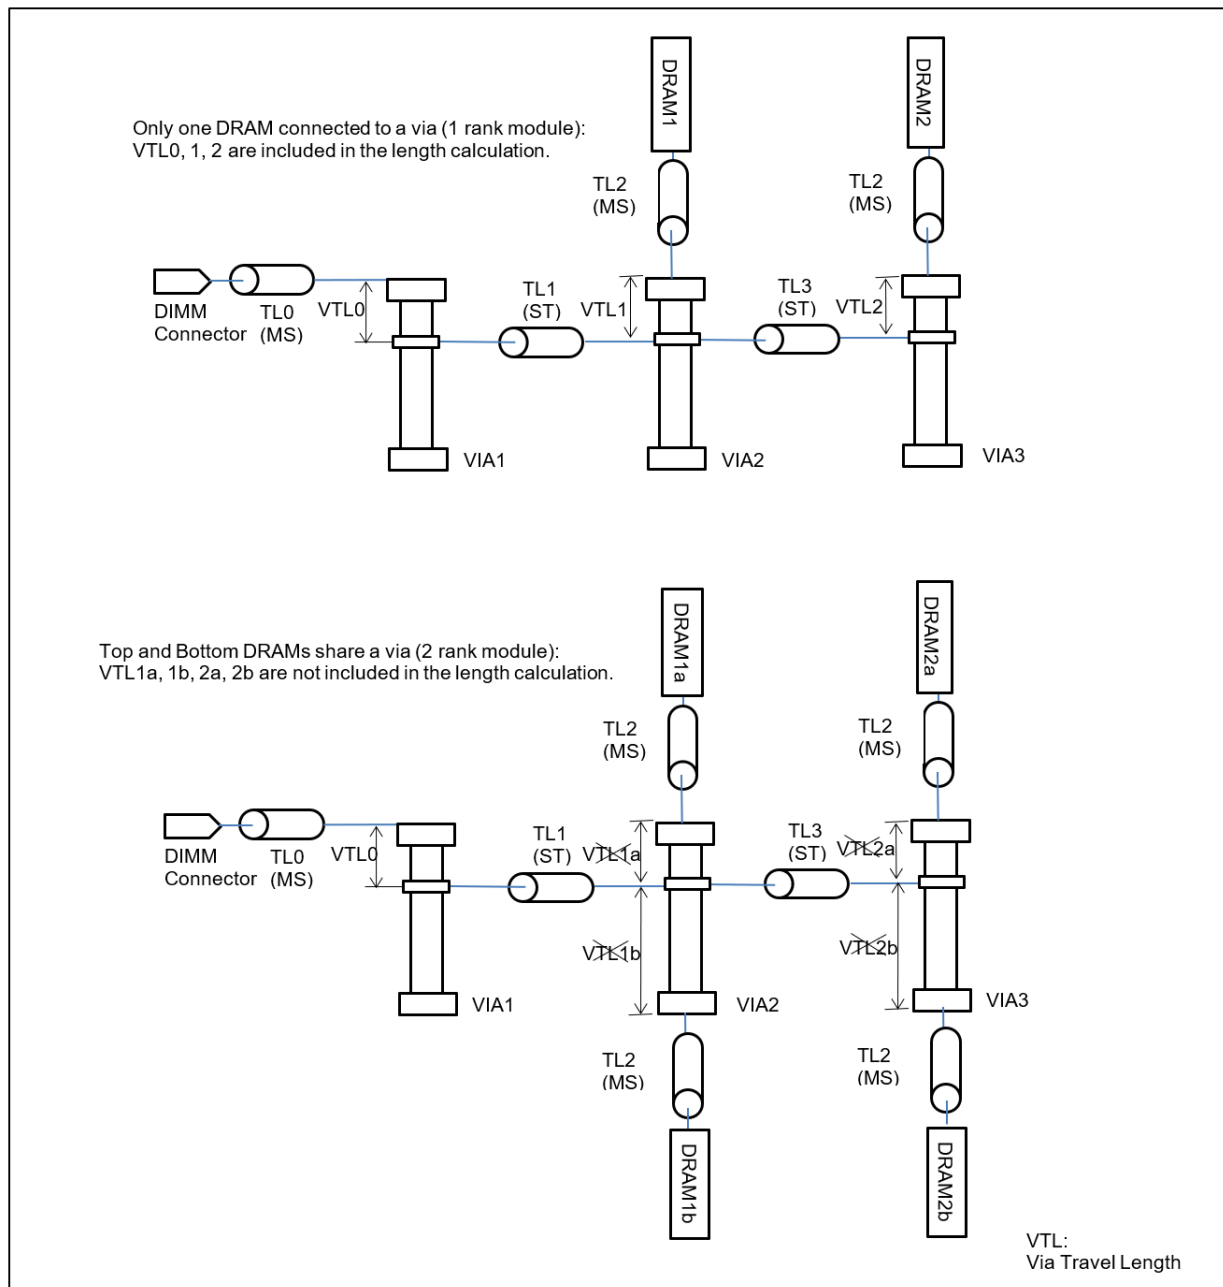 DRAM1
DRAM2
Only one DRAM connected to a via (1 rank module):
VTL0, 1, 2 are included in the length calculation.
TL2
(MS)
TL2
(MS)
DIMM
Connector
TL0
(MS)
VTL0
TL1
(ST)
VTL1
TL3
(ST)
VTL2
VIA1
VIA2
VIA3
DRAM1a
DRAM2a
Top and Bottom DRAMs share a via (2 rank module):
VTL1a, 1b, 2a, 2b are not included in the length calculation.
TL2
(MS)
TL2
(MS)
DIMM
Connector
TL0
(MS)
VTL0
TL1
(ST)
VTL1a
TL3
(ST)
VTL2a
VTL1b
VTL2b
VIA1
VIA2
VIA3
TL2
(MS)
TL2
(MS)
DRAM1b
DRAM2b
VTL:
Via Travel Length